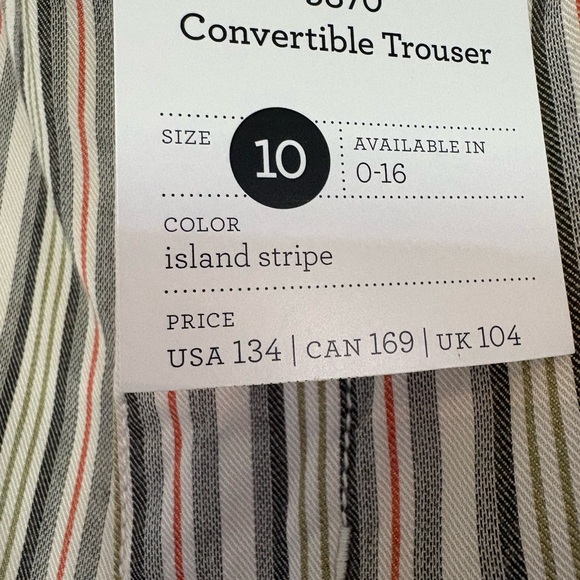 Convertible Trouser
SIZE
10
AVAILABLE IN
0-16
COLOR
island stripe
PRICE
USA 134 | CAN 169 | UK 104